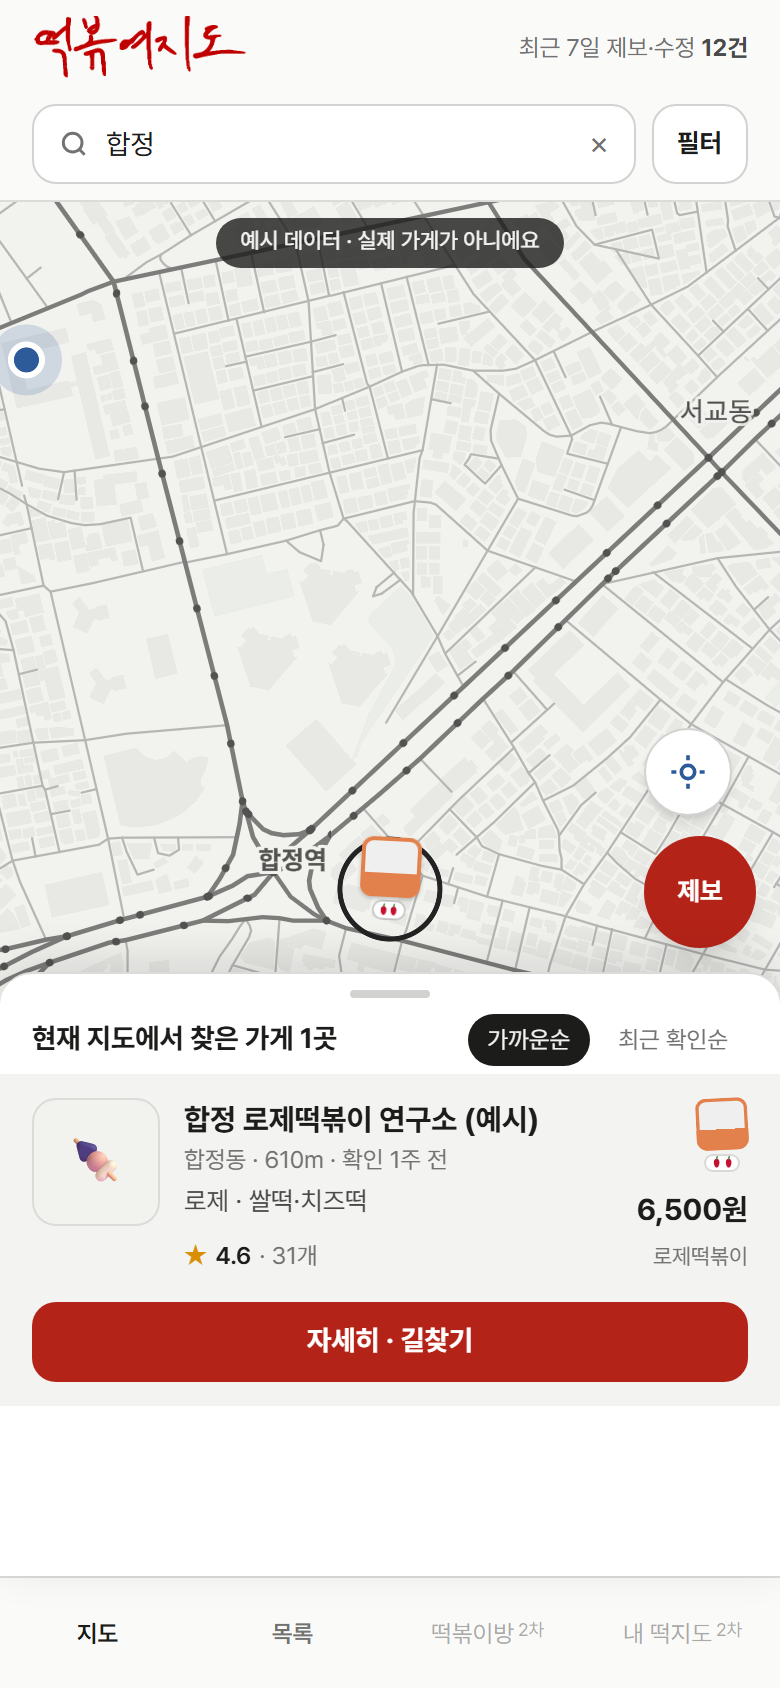 떡볶여지도
최근 7일 제보·수정 12건
합정 ×
필터
예시 데이터 · 실제 가게가 아니에요
서교동
합정역
제보
현재 지도에서 찾은 가게 1곳
가까운순 최근 확인순
합정 로제떡볶이 연구소 (예시)
합정동 · 610m · 확인 1주 전
로제 · 쌀떡·치즈떡
6,500원
★ 4.6 · 31개
로제떡볶이
자세히 · 길찾기
지도 목록 떡볶이방 2차 내 떡지도 2차